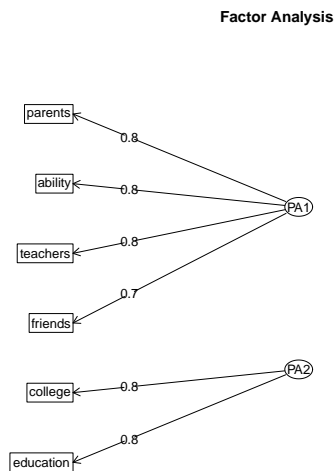 Factor Analysis
parents
0.8
ability
0.8
PA1
teachers
0.8
0.7
friends
PA2
college
0.8
0.8
education